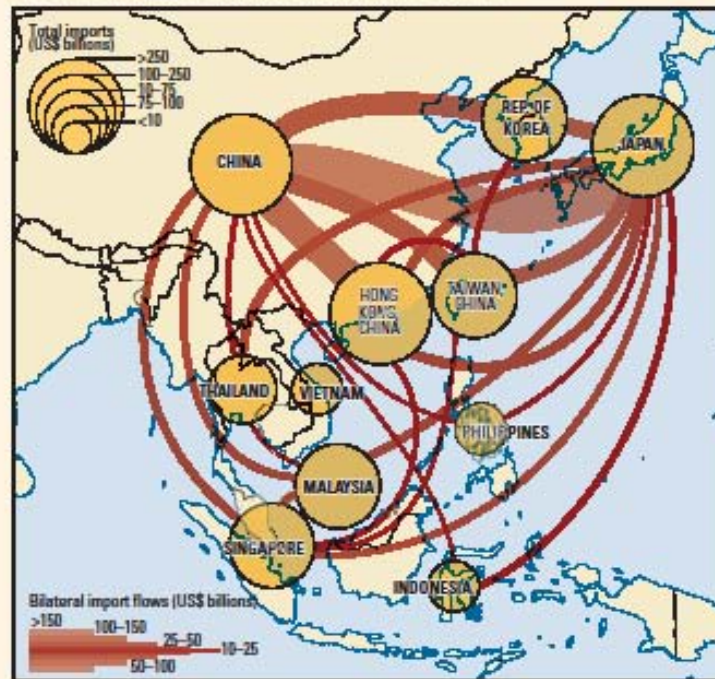 Total imports
(US$ billions)
>250
100–250
10–75
75–100
<10
CHINA
REP. OF
KOREA
JAPAN
HONG
KONG,
CHINA
TAIWAN,
CHINA
THAILAND
VIETNAM
PHILIPPINES
MALAYSIA
SINGAPORE
INDONESIA
Bilateral import flows (US$ billions)
>150
100–150
25–50
10–25
50–100